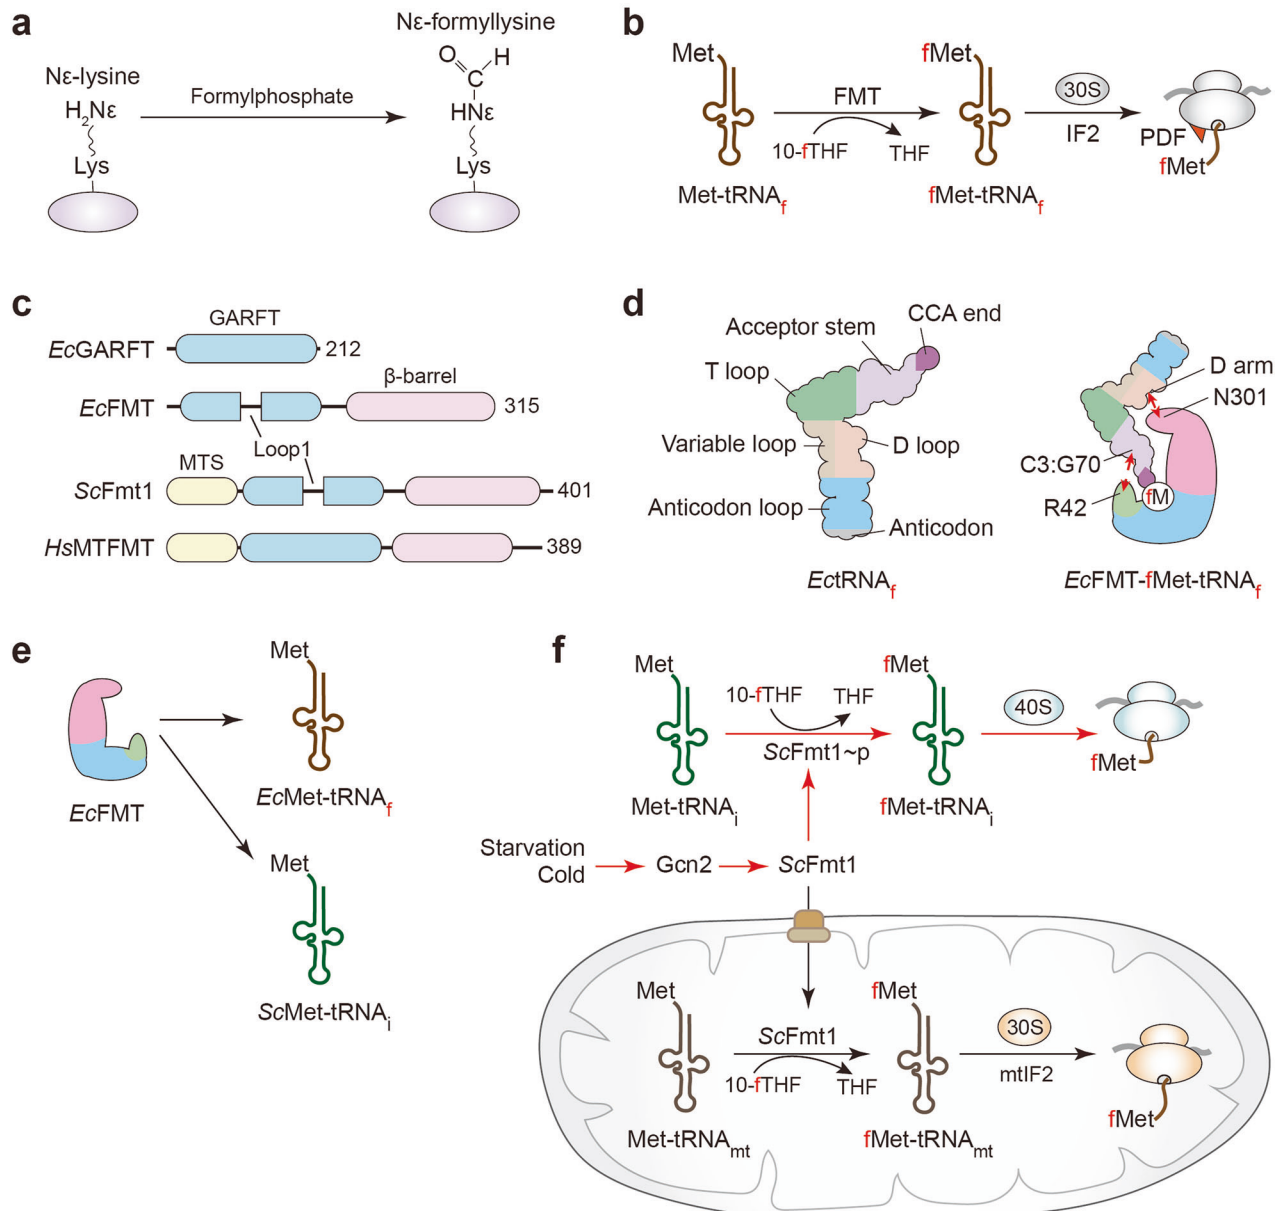 a
Nε-lysine
H2Nε
Lys
Formylphosphate
Nε-formyllysine
O
H
C
HNε
Lys
b
Met
Met-tRNAf
FMT
10-fTHF
THF
fMet
fMet-tRNAf
30S
IF2
PDF
fMet
c
GARFT
EcGARFT
212
β-barrel
EcFMT
315
Loop1
MTS
ScFmt1
401
HsMTFMT
389
d
CCA end
Acceptor stem
T loop
Variable loop
D loop
Anticodon loop
Anticodon
EctRNAf
D arm
N301
C3:G70
R42
fM
EcFMT-fMet-tRNAf
e
EcFMT
Met
EcMet-tRNAf
Met
ScMet-tRNAi
f
Met
Met-tRNAi
10-fTHF
THF
ScFmt1~p
fMet
fMet-tRNAi
40S
fMet
Starvation
Cold
Gcn2
ScFmt1
Met
Met-tRNAmt
ScFmt1
10-fTHF
THF
fMet
fMet-tRNAmt
30S
mtIF2
fMet